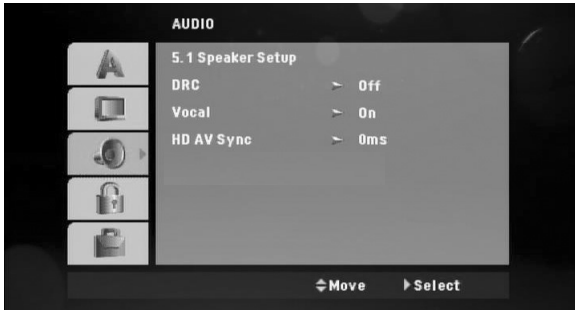 AUDIO
5.1 Speaker Setup
DRC Off
Vocal On
HD AV Sync 0ms
Move Select